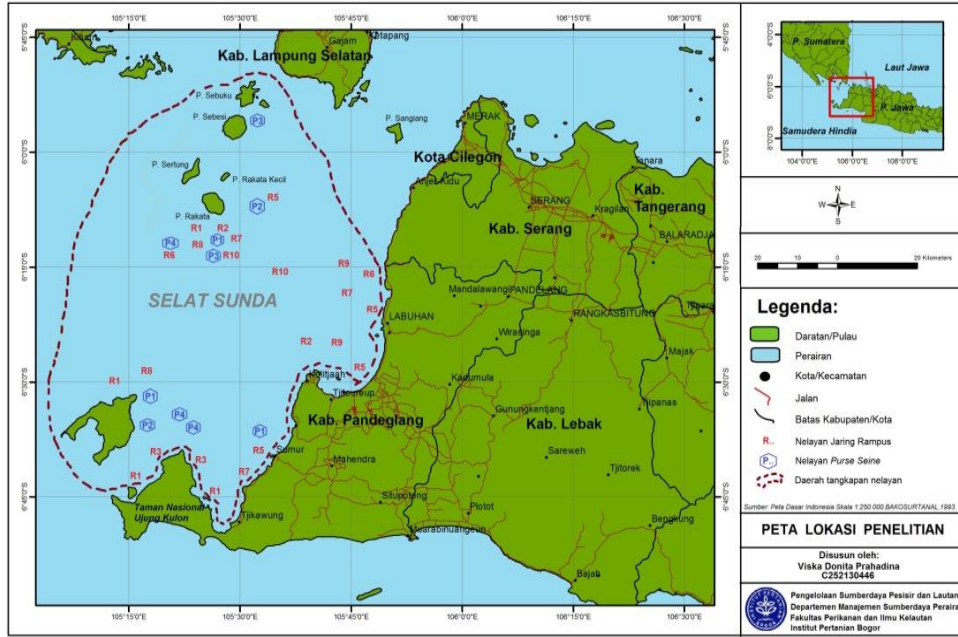 105°15'0"E 105°30'0"E 105°45'0"E 106°0'0"E 106°15'0"E 106°30'0"E
5°45'0"S
6°0'0"S
6°15'0"S
6°30'0"S
6°45'0"S
Gajam
Ketapang
Kab. Lampung Selatan
P. Sebuku
P. Sebesi
P3
P. Sangiang
MERAK
P. Sertung
P. Rakata Kecil
Kota Cilegon
Tanara
Anjer Kidu
R5
P2
P. Rakata
SERANG
Kragilan
Kab. Tangerang
Kab. Serang
BALARADJA
R1 R2
P4 R8 P1 R7
R6 P3 R10
R10 R9 R6
R7
R5
SELAT SUNDA
Mandalawangi PANDELANG
RANGKASBITUNG
LABUHAN
Wirasinga
R2 R9
R5
Majak
R8
R1
P1
P4
P2 P4
P1
Kadumula
Kab. Pandeglang
Gunungkentjang
Kab. Lebak
R3 R3
R1
R1
R7
R5
Sumur
Mahendra
Sareweh
Tjitorek
Taman Nasional
Ujung Kulon
Tjikawung
Plotot
Bengkung
Bajah
105°15'0"E 105°30'0"E 105°45'0"E 106°0'0"E 106°15'0"E 106°30'0"E
4°0'0"S
6°0'0"S
8°0'0"S
P. Sumatera
Laut Jawa
P. Jawa
Samudera Hindia
104°0'0"E 106°0'0"E 108°0'0"E
N
W E
S
20 0 20 Kilometers
Legenda:
Daratan/Pulau
Perairan
Kota/Kecamatan
Jalan
Batas Kabupaten/Kota
R.. Nelayan Jaring Rampus
P.. Nelayan Purse Seine
Daerah tangkapan nelayan
Sumber: Peta Dasar Indonesia Skala 1:250.000.BAKOSURTANAL, 1993
PETA LOKASI PENELITIAN
Disusun oleh:
Viska Donita Prahadina
C252130446
Pengelolaan Sumberdaya Pesisir dan Lautan
Departemen Manajemen Sumberdaya Perairan
Fakultas Perikanan dan Ilmu Kelautan
Institut Pertanian Bogor